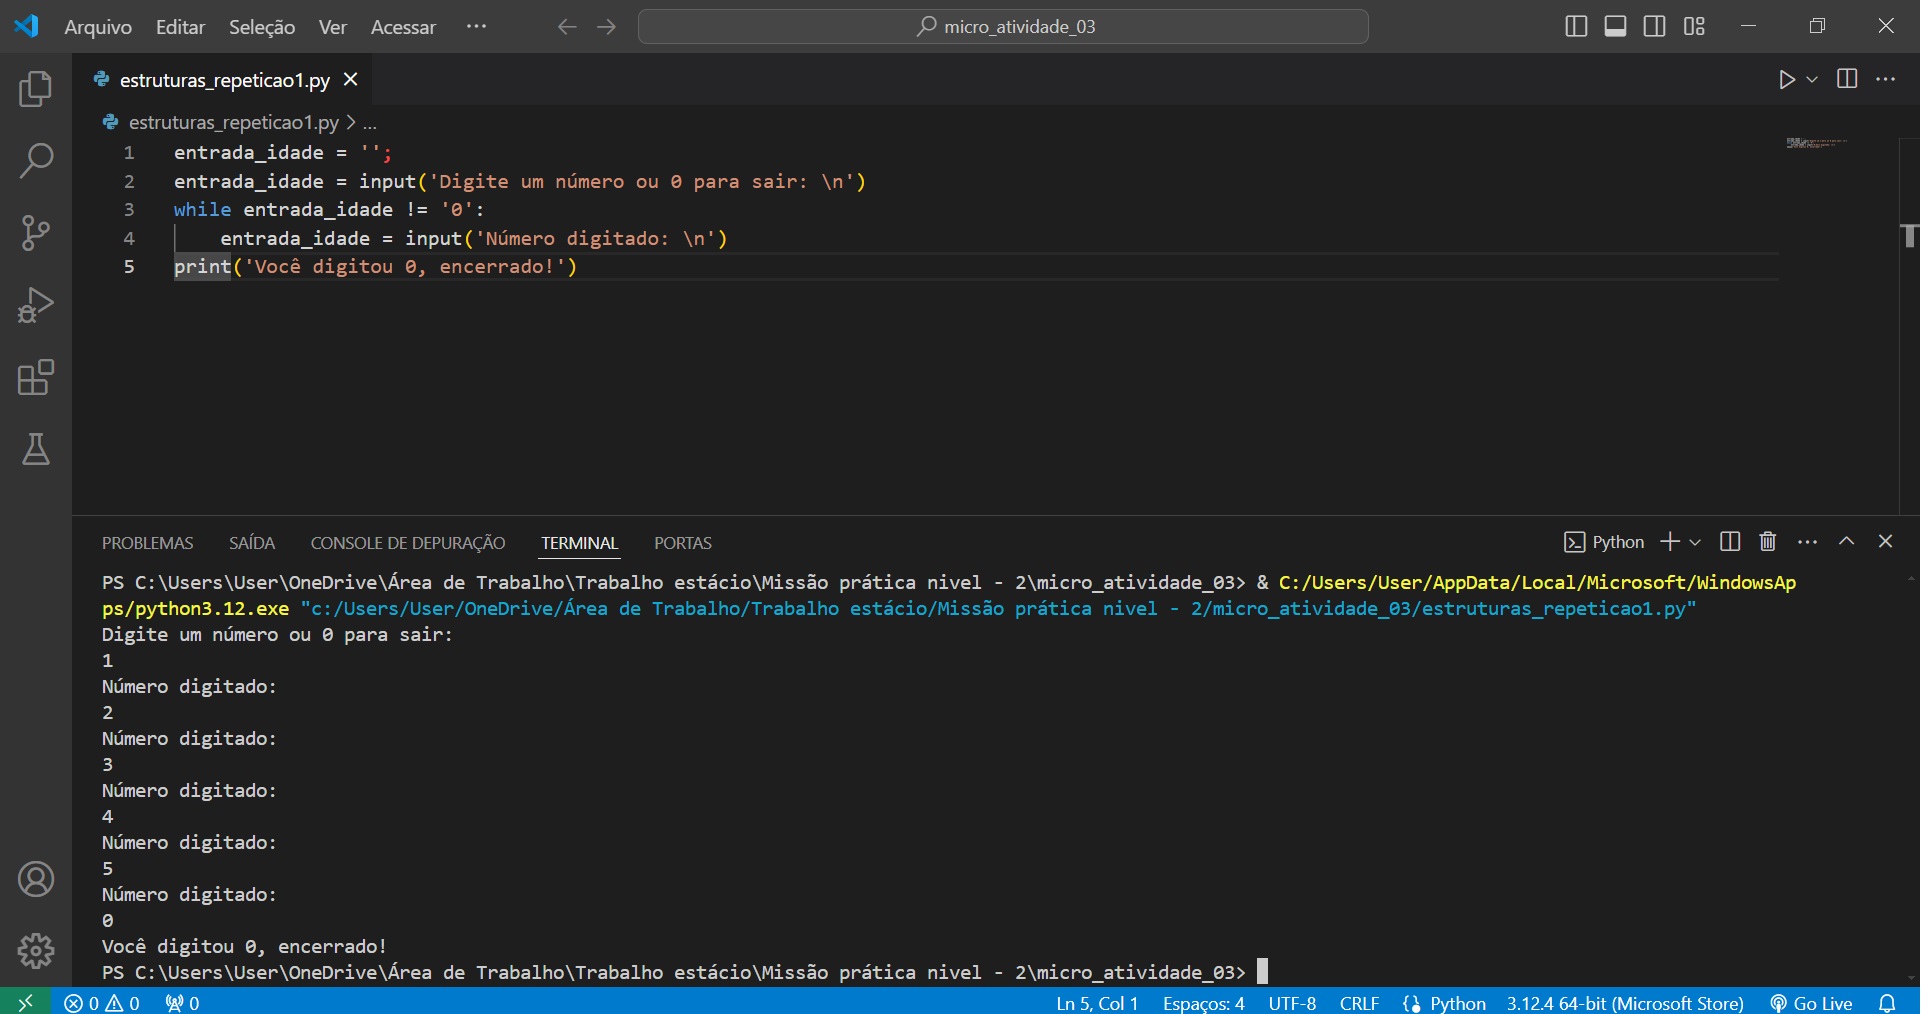 Arquivo Editar Seleção Ver Acessar ··· micro_atividade_03
estruturas_repeticao1.py
estruturas_repeticao1.py > ...
1 entrada_idade = '';
2 entrada_idade = input('Digite um número ou 0 para sair: \n')
3 while entrada_idade != '0':
4     entrada_idade = input('Número digitado: \n')
5 print('Você digitou 0, encerrado!')
PROBLEMAS SAÍDA CONSOLE DE DEPURAÇÃO TERMINAL PORTAS Python
PS C:\Users\User\OneDrive\Área de Trabalho\Trabalho estácio\Missão prática nivel - 2\micro_atividade_03> & C:/Users/User/AppData/Local/Microsoft/WindowsAp
ps/python3.12.exe "c:/Users/User/OneDrive/Área de Trabalho/Trabalho estácio/Missão prática nivel - 2/micro_atividade_03/estruturas_repeticao1.py"
Digite um número ou 0 para sair:
1
Número digitado:
2
Número digitado:
3
Número digitado:
4
Número digitado:
5
Número digitado:
0
Você digitou 0, encerrado!
PS C:\Users\User\OneDrive\Área de Trabalho\Trabalho estácio\Missão prática nivel - 2\micro_atividade_03>
0 0 0 Ln 5, Col 1 Espaços: 4 UTF-8 CRLF Python 3.12.4 64-bit (Microsoft Store) Go Live